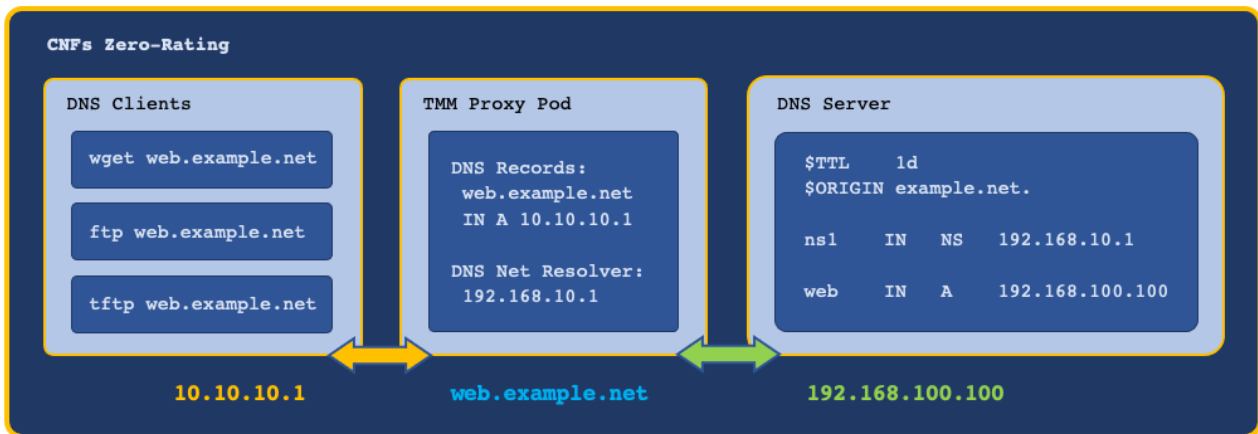 CNFs Zero-Rating
DNS Clients
wget web.example.net
ftp web.example.net
tftp web.example.net
TMM Proxy Pod
DNS Records:
web.example.net
IN A 10.10.10.1
DNS Net Resolver:
192.168.10.1
DNS Server
$TTL 1d
$ORIGIN example.net.
ns1 IN NS 192.168.10.1
web IN A 192.168.100.100
10.10.10.1
web.example.net
192.168.100.100